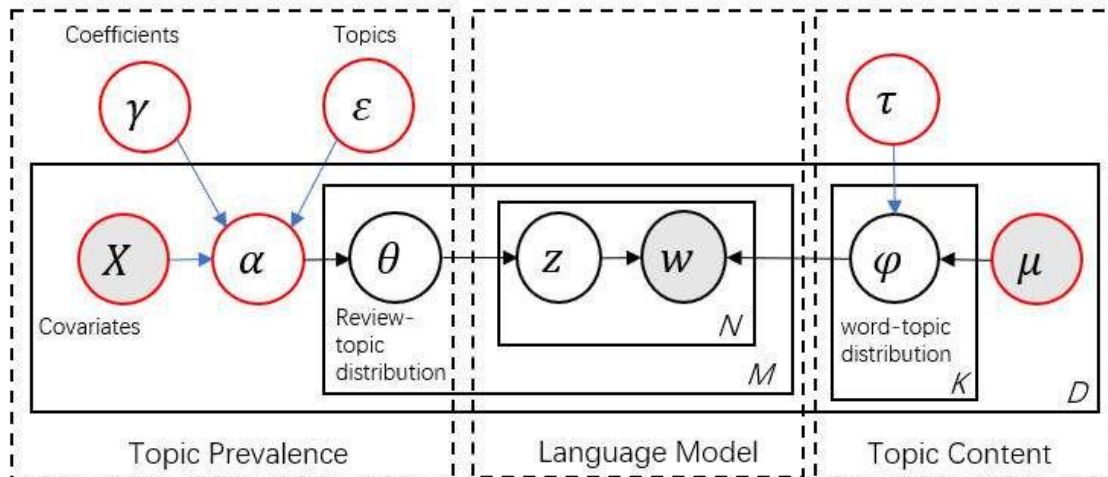 Coefficients
Topics
γ
ε
τ
X
α
θ
z
w
φ
μ
Covariates
Review-
topic
distribution
N
word-topic
distribution
M
K
D
Topic Prevalence
Language Model
Topic Content